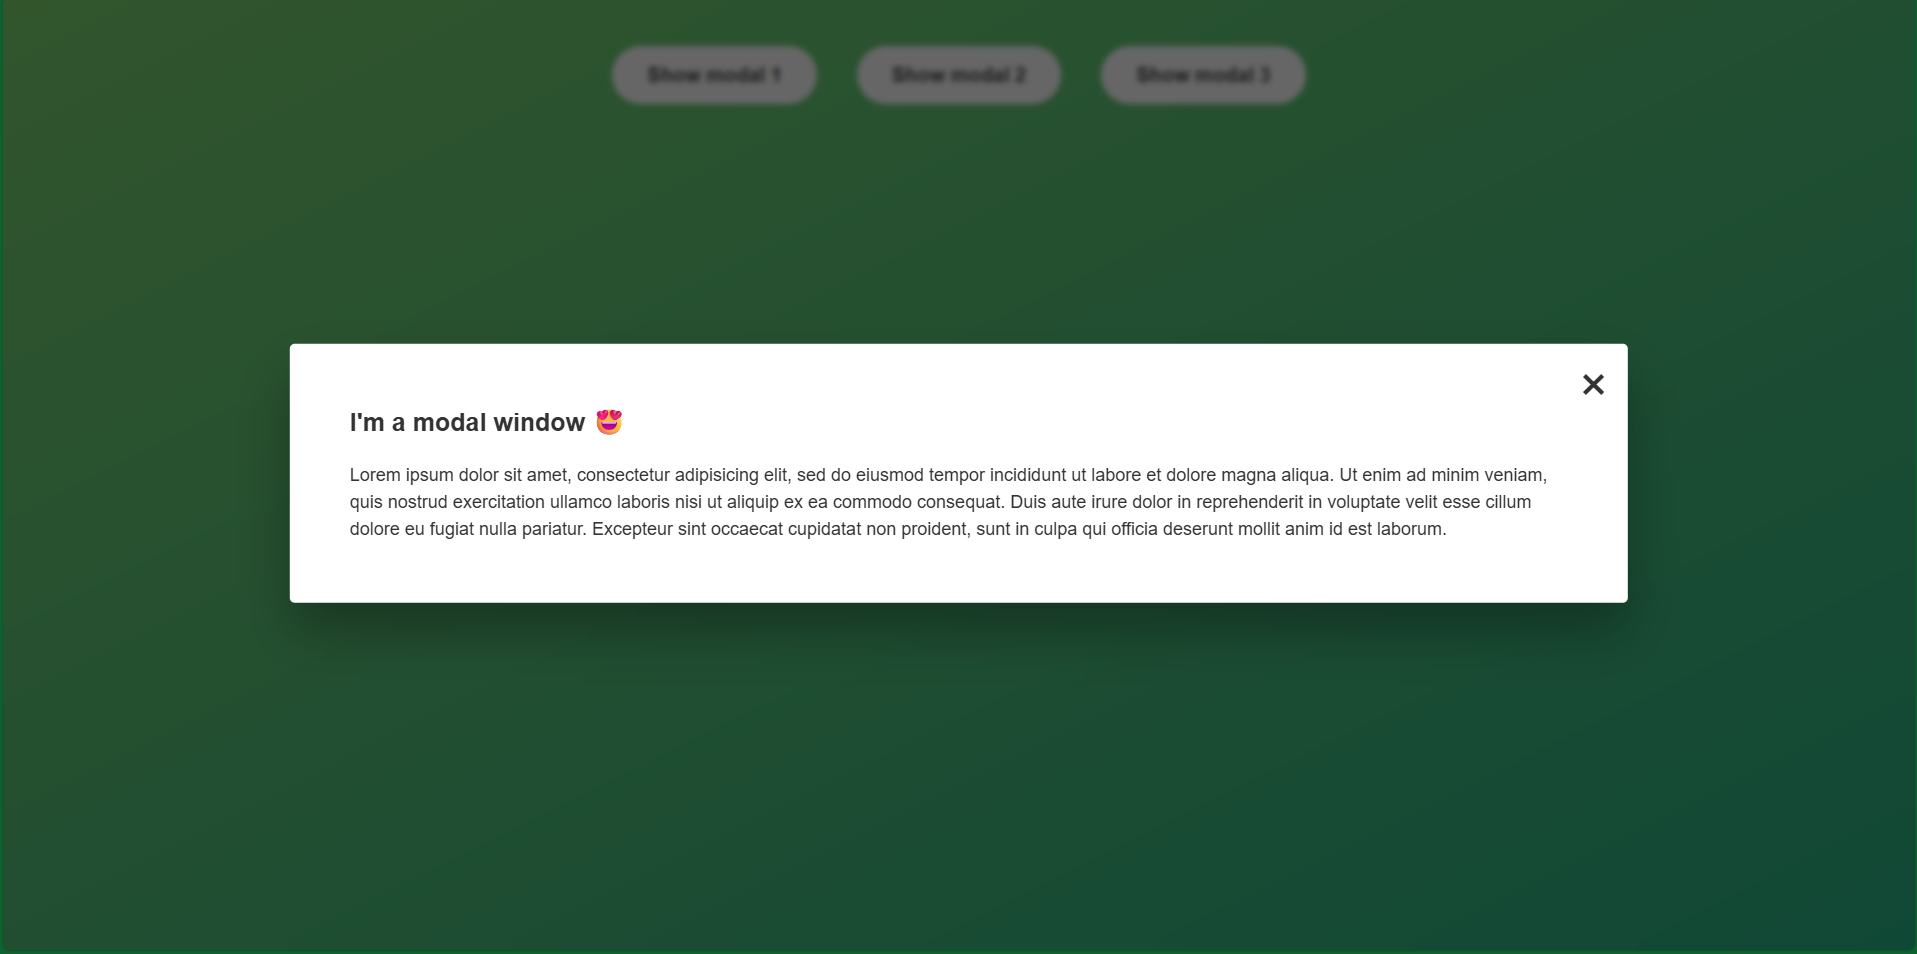 Show modal 1 Show modal 2 Show modal 3
×
I'm a modal window 😍
Lorem ipsum dolor sit amet, consectetur adipisicing elit, sed do eiusmod tempor incididunt ut labore et dolore magna aliqua. Ut enim ad minim veniam,
quis nostrud exercitation ullamco laboris nisi ut aliquip ex ea commodo consequat. Duis aute irure dolor in reprehenderit in voluptate velit esse cillum
dolore eu fugiat nulla pariatur. Excepteur sint occaecat cupidatat non proident, sunt in culpa qui officia deserunt mollit anim id est laborum.